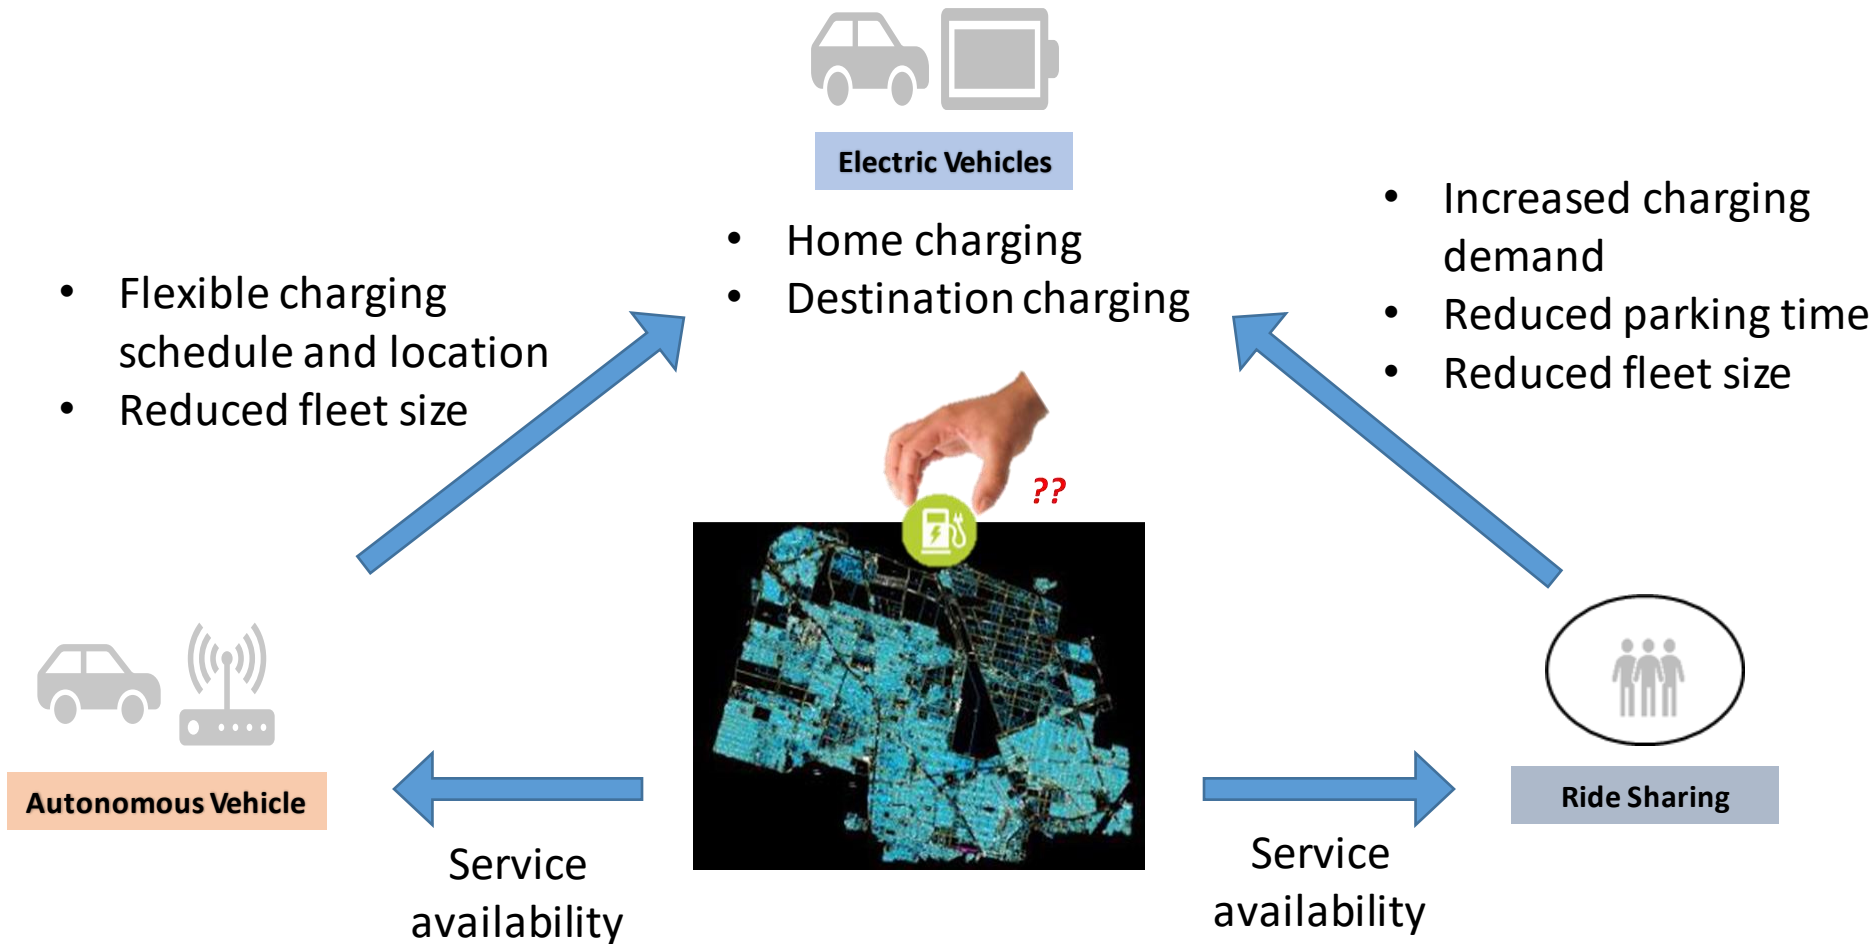 Electric Vehicles
• Home charging
• Destination charging
• Flexible charging
schedule and location
• Reduced fleet size
• Increased charging
demand
• Reduced parking time
• Reduced fleet size
??
Autonomous Vehicle
Service
availability
Service
availability
Ride Sharing